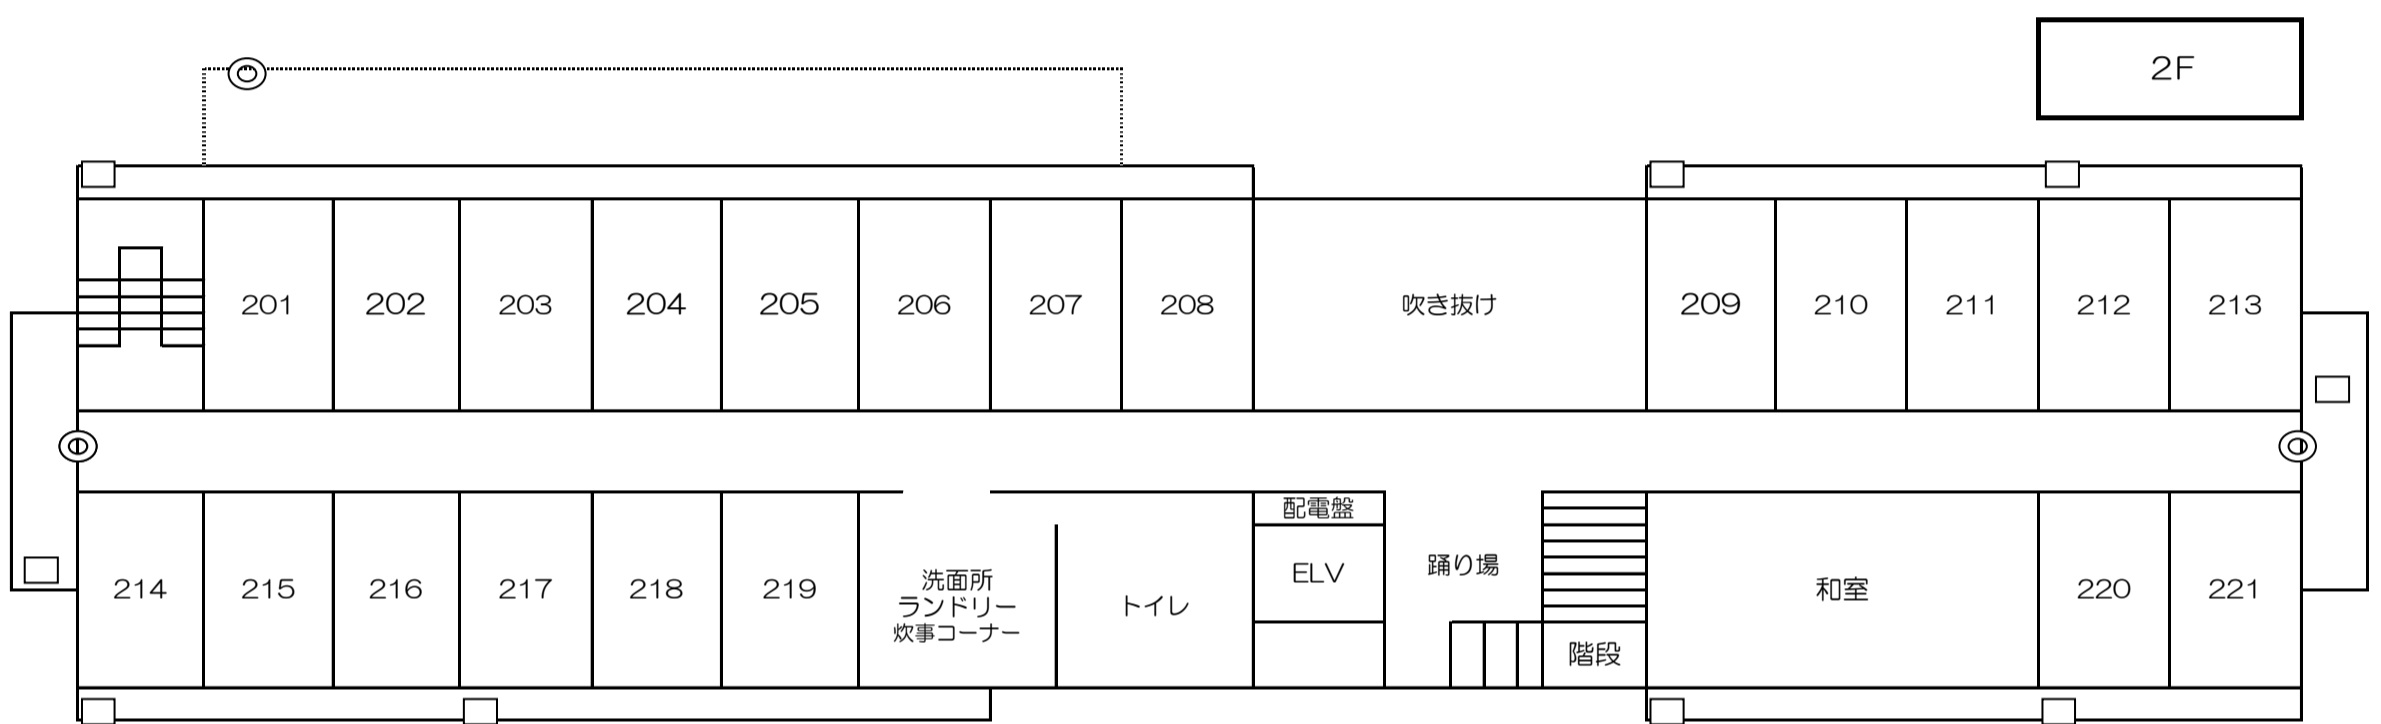 2F
201
202
203
204
205
206
207
208
吹き抜け
209
210
211
212
213
214
215
216
217
218
219
洗面所
ランドリー
炊事コーナー
トイレ
配電盤
ELV
踊り場
階段
和室
220
221